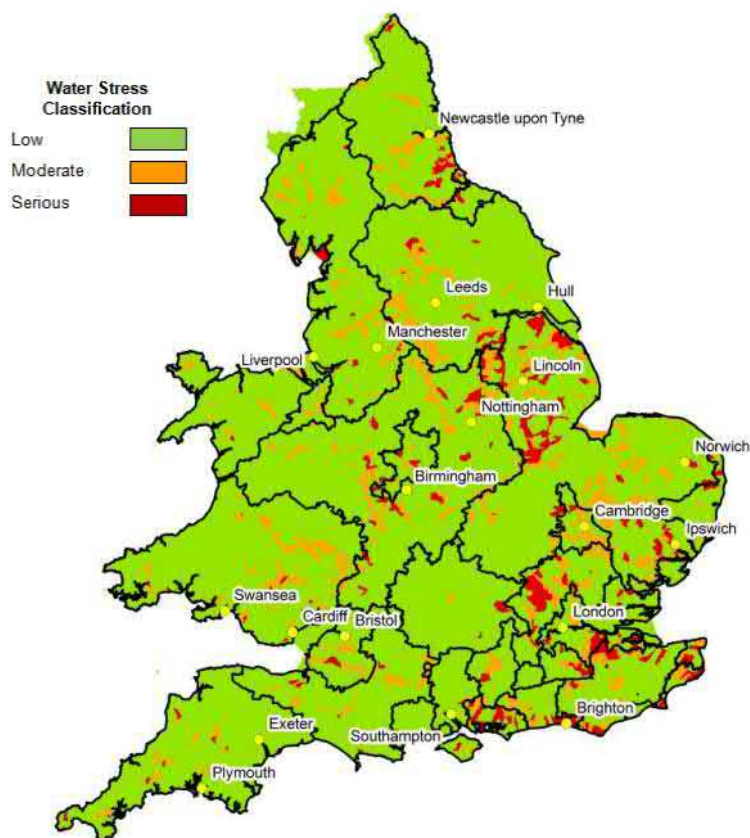 Water Stress
Classification
Low
Moderate
Serious
Newcastle upon Tyne
Leeds
Hull
Manchester
Liverpool
Lincoln
Nottingham
Norwich
Birmingham
Cambridge
Ipswich
Swansea
Cardiff
Bristol
London
Brighton
Southampton
Exeter
Plymouth